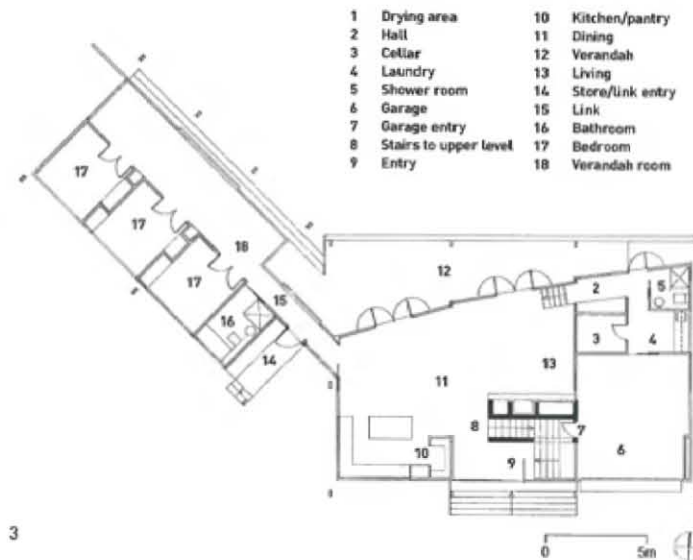 1 Drying area
2 Hall
3 Cellar
4 Laundry
5 Shower room
6 Garage
7 Garage entry
8 Stairs to upper level
9 Entry
10 Kitchen/pantry
11 Dining
12 Verandah
13 Living
14 Store/link entry
15 Link
16 Bathroom
17 Bedroom
18 Verandah room
17
17
18
12
17
15
2
5
16
3
4
14
13
11
8
7
10
9
6
3
0 5m